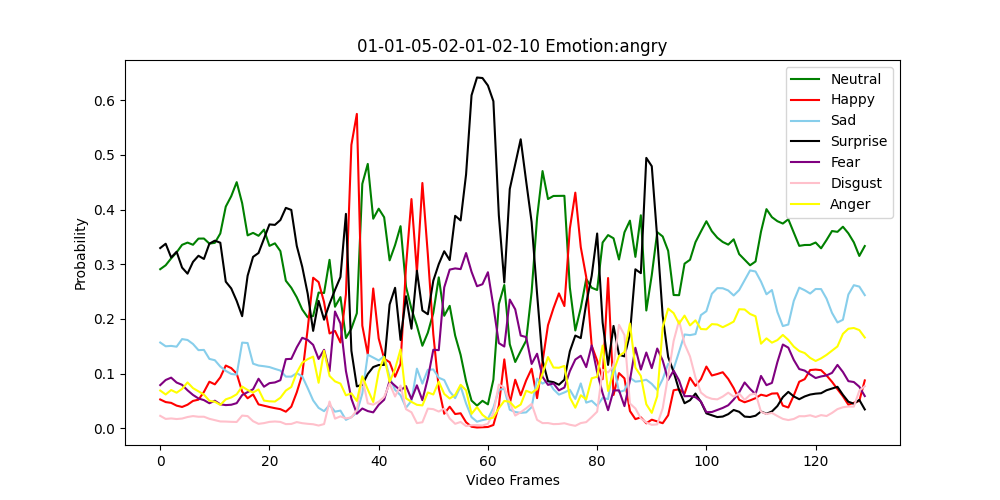 01-01-05-02-01-02-10 Emotion:angry
Neutral
Happy
Sad
Surprise
Fear
Disgust
Anger
Probability
0.6
0.5
0.4
0.3
0.2
0.1
0.0
0 20 40 60 80 100 120
Video Frames